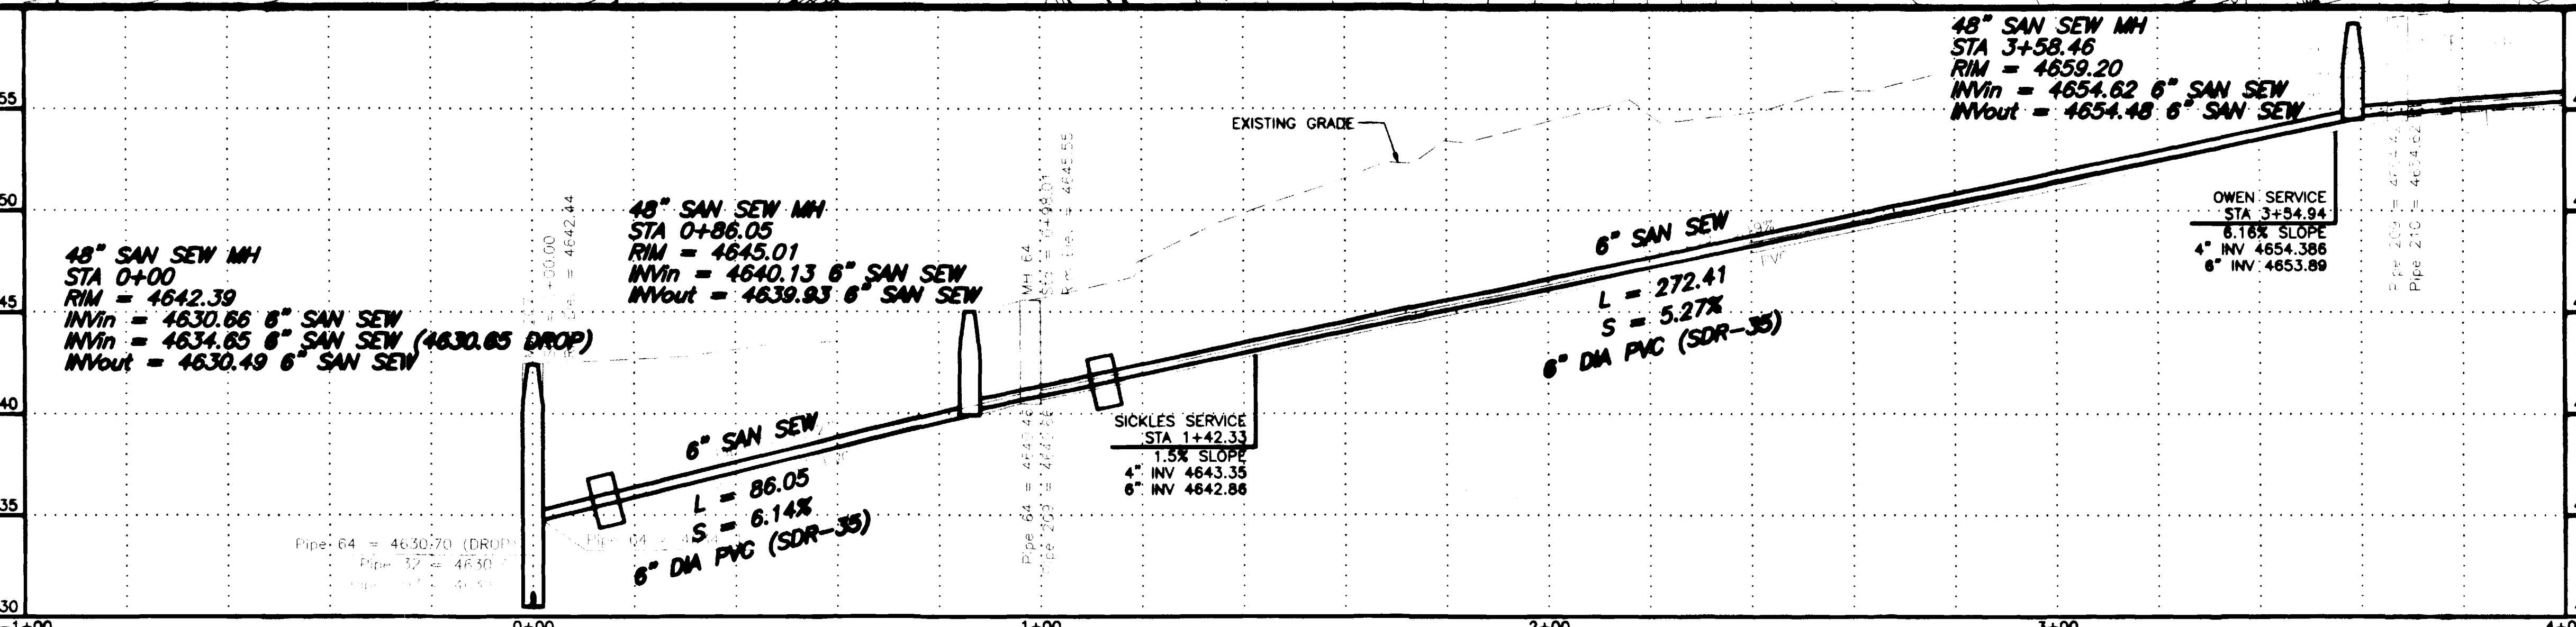 48" SAN SEW MH
STA 0+00
RIM = 4642.39
INVin = 4630.66 6" SAN SEW
INVin = 4634.65 6" SAN SEW (4630.65 DROP)
INVout = 4630.49 6" SAN SEW
48" SAN SEW MH
STA 0+86.05
RIM = 4645.01
INVin = 4640.13 6" SAN SEW
INVout = 4639.93 6" SAN SEW
EXISTING GRADE
48" SAN SEW MH
STA 3+58.46
RIM = 4659.20
INVin = 4654.62 6" SAN SEW
INVout = 4654.48 6" SAN SEW
6" SAN SEW
L = 86.05
S = 6.14%
6" DIA PVC (SDR-35)
6" SAN SEW
L = 272.41
S = 5.27%
6" DIA PVC (SDR-35)
SICKLES SERVICE
STA 1+42.33
1.5% SLOPE
4" INV 4643.35
6" INV 4642.86
OWEN SERVICE
STA 3+54.94
6.16% SLOPE
4" INV 4654.386
6" INV 4653.89
MH 64
Pipe 64 = 4630.70 (DROP
Pipe 32 = 4630
55
50
45
40
35
30
-1+00
0+00
1+00
2+00
3+00